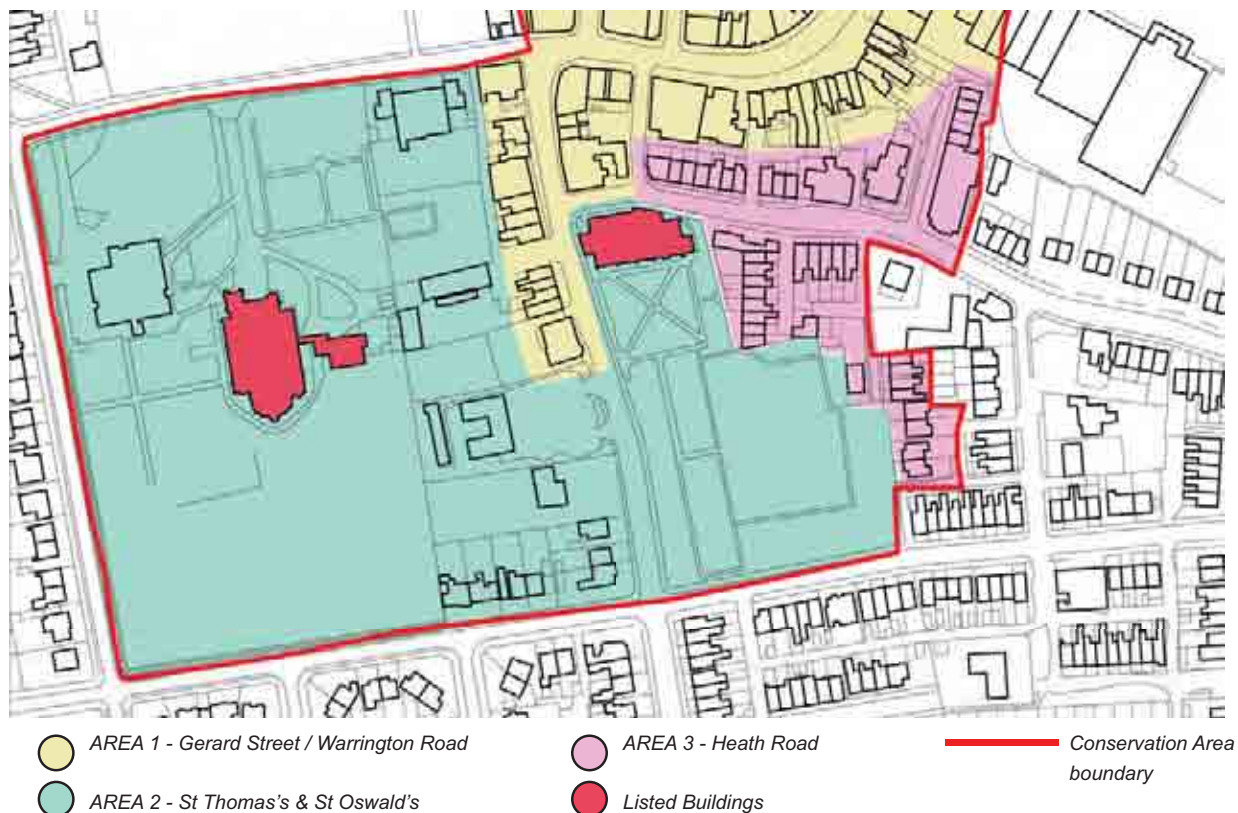 AREA 1 - Gerard Street / Warrington Road
AREA 2 - St Thomas's & St Oswald's
AREA 3 - Heath Road
Listed Buildings
Conservation Area
boundary